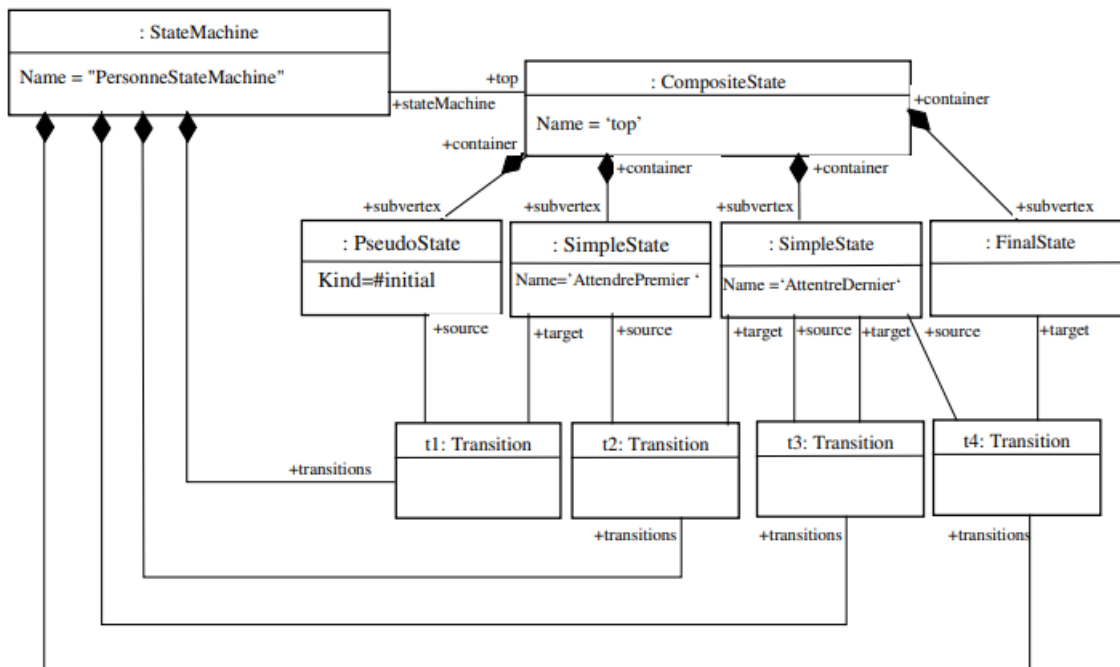 : StateMachine
Name = "PersonneStateMachine"
+top
+stateMachine
: CompositeState
Name = ‘top’
+container
+container
+container
+container
+subvertex
+subvertex
+subvertex
+subvertex
: PseudoState
Kind=#initial
: SimpleState
Name=’AttendrePremier ‘
: SimpleState
Name =‘AttentreDernier‘
: FinalState
+source
+target
+source
+target
+source
+target
+source
+target
t1: Transition
t2: Transition
t3: Transition
t4: Transition
+transitions
+transitions
+transitions
+transitions